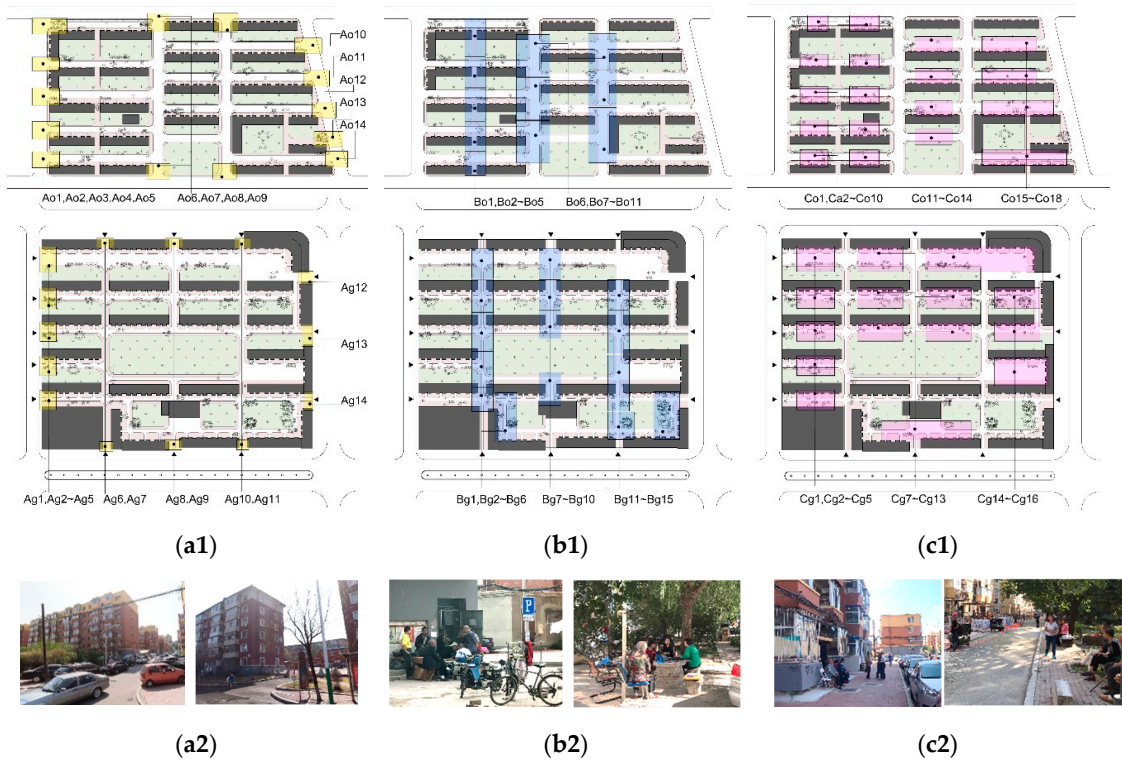 Ao10
Ao11
Ao12
Ao13
Ao14
Ao1,Ao2,Ao3,Ao4,Ao5
Ao6,Ao7,Ao8,Ao9
Bo1,Bo2~Bo5
Bo6,Bo7~Bo11
Co1,Ca2~Co10
Co11~Co14
Co15~Co18
Ag12
Ag13
Ag14
Ag1,Ag2~Ag5
Ag6,Ag7
Ag8,Ag9
Ag10,Ag11
Bg1,Bg2~Bg6
Bg7~Bg10
Bg11~Bg15
Cg1,Cg2~Cg5
Cg7~Cg13
Cg14~Cg16
(a1)
(b1)
(c1)
P
(a2)
(b2)
(c2)